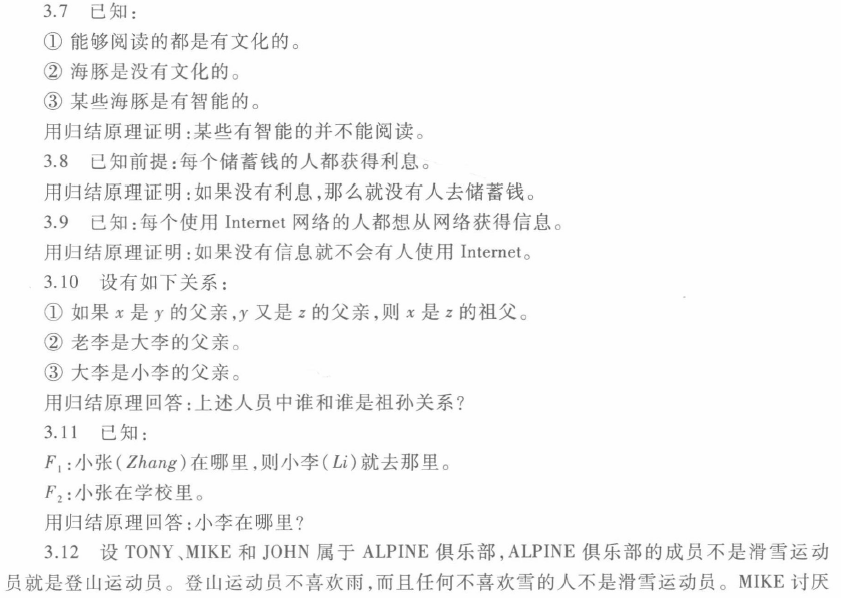 3.7 已知:
① 能够阅读的都是有文化的。
② 海豚是没有文化的。
③ 某些海豚是有智能的。
用归结原理证明:某些有智能的并不能阅读。
3.8 已知前提:每个储蓄钱的人都获得利息。
用归结原理证明:如果没有利息,那么就没有人去储蓄钱。
3.9 已知:每个使用 Internet 网络的人都想从网络获得信息。
用归结原理证明:如果没有信息就不会有人使用 Internet。
3.10 设有如下关系:
① 如果 x 是 y 的父亲,y 又是 z 的父亲,则 x 是 z 的祖父。
② 老李是大李的父亲。
③ 大李是小李的父亲。
用归结原理回答:上述人员中谁和谁是祖孙关系?
3.11 已知:
F₁:小张(Zhang)在哪里,则小李(Li)就去那里。
F₂:小张在学校里。
用归结原理回答:小李在哪里?
3.12 设 TONY、MIKE 和 JOHN 属于 ALPINE 俱乐部,ALPINE 俱乐部的成员不是滑雪运动
员就是登山运动员。登山运动员不喜欢雨,而且任何不喜欢雪的人不是滑雪运动员。MIKE 讨厌